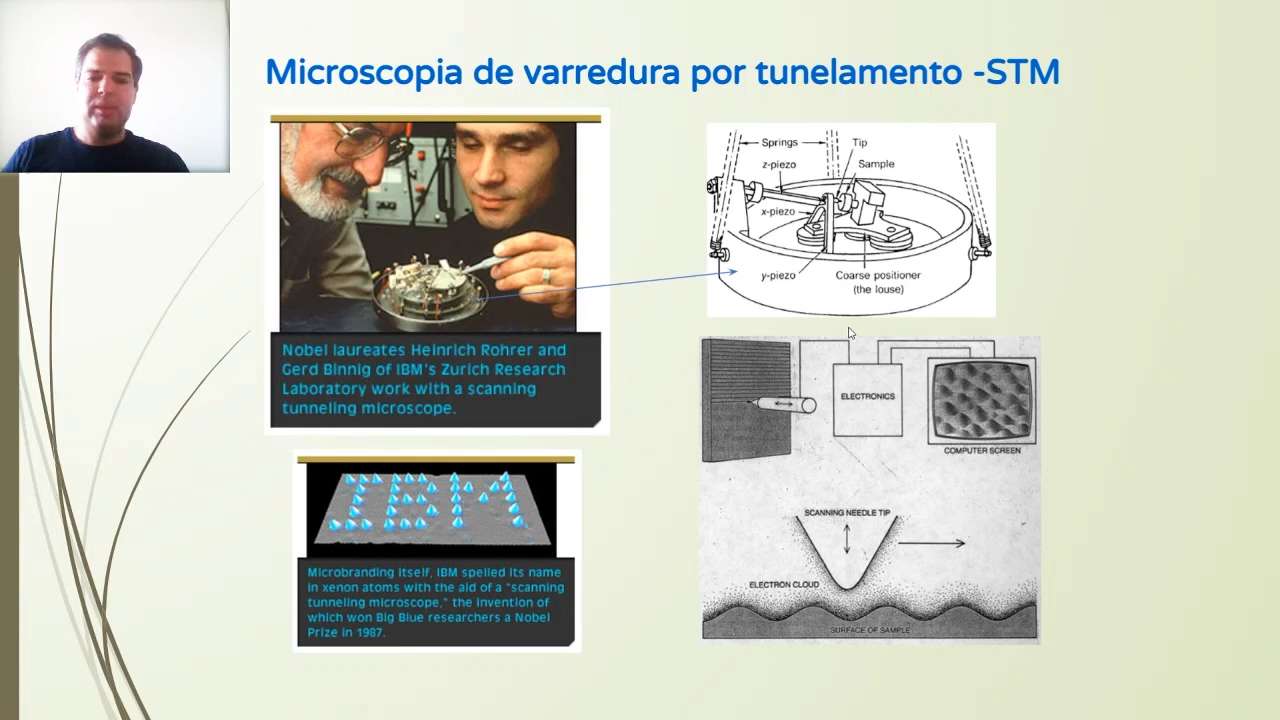 Microscopia de varredura por tunelamento -STM
Nobel laureates Heinrich Rohrer and
Gerd Binnig of IBM's Zurich Research
Laboratory work with a scanning
tunneling microscope.
IBM
Microbranding itself, IBM spelled its name
in xenon atoms with the aid of a "scanning
tunneling microscope," the invention of
which won Big Blue researchers a Nobel
Prize in 1987.
Springs
Tip
z-piezo
Sample
x-piezo
y-piezo
Coarse positioner
(the louse)
ELECTRONICS
COMPUTER SCREEN
SCANNING NEEDLE TIP
ELECTRON CLOUD
SURFACE OF SAMPLE